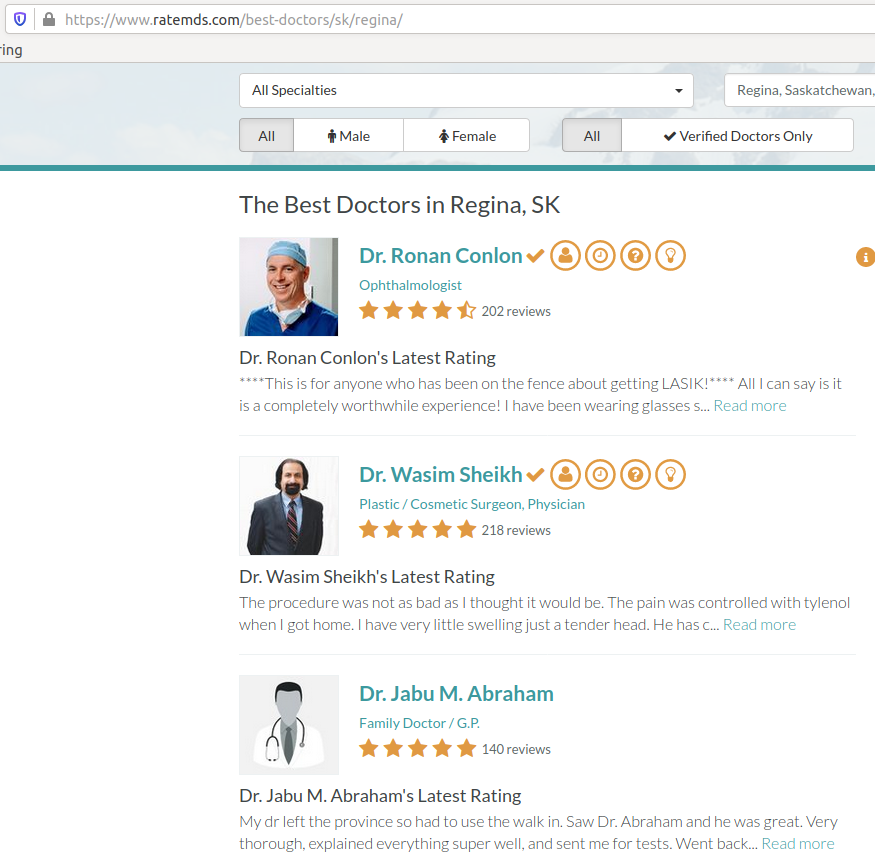 https://www.ratemds.com/best-doctors/sk/regina/
ring
All Specialties
Regina, Saskatchewan,
All Male Female All Verified Doctors Only
The Best Doctors in Regina, SK
Dr. Ronan Conlon
Ophthalmologist
202 reviews
Dr. Ronan Conlon's Latest Rating
****This is for anyone who has been on the fence about getting LASIK!**** All I can say is it
is a completely worthwhile experience! I have been wearing glasses s... Read more
Dr. Wasim Sheikh
Plastic / Cosmetic Surgeon, Physician
218 reviews
Dr. Wasim Sheikh's Latest Rating
The procedure was not as bad as I thought it would be. The pain was controlled with tylenol
when I got home. I have very little swelling just a tender head. He has c... Read more
Dr. Jabu M. Abraham
Family Doctor / G.P.
140 reviews
Dr. Jabu M. Abraham's Latest Rating
My dr left the province so had to use the walk in. Saw Dr. Abraham and he was great. Very
thorough, explained everything super well, and sent me for tests. Went back... Read more